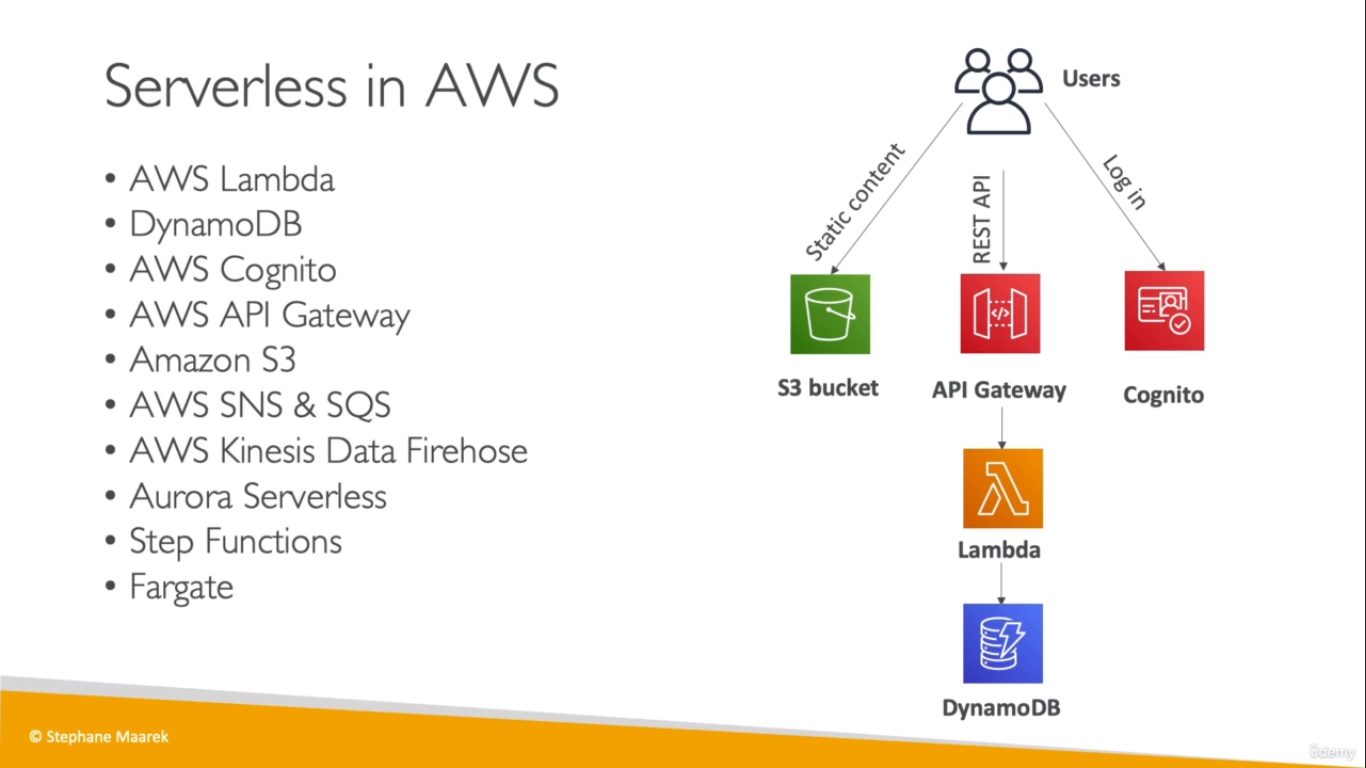 Serverless in AWS
• AWS Lambda
• DynamoDB
• AWS Cognito
• AWS API Gateway
• Amazon S3
• AWS SNS & SQS
• AWS Kinesis Data Firehose
• Aurora Serverless
• Step Functions
• Fargate
Users
Static content
REST API
Log in
S3 bucket
API Gateway
</>
Cognito
Lambda
DynamoDB
© Stephane Maarek
ûdemy